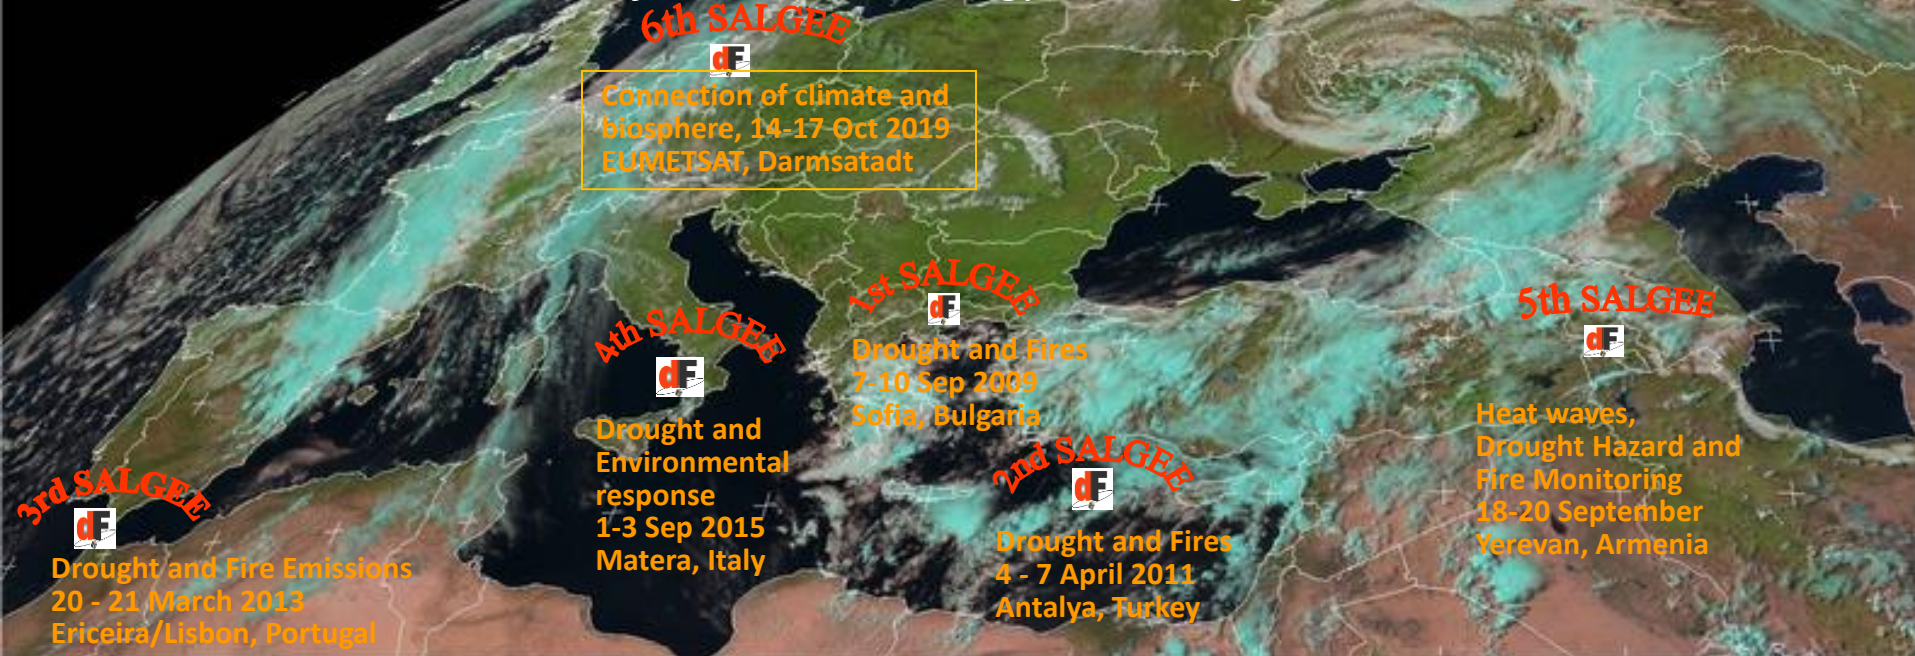 6th SALGEE
dF
Connection of climate and
biosphere, 14-17 Oct 2019
EUMETSAT, Darmsatadt
1st SALGEE
dF
Drought and Fires
7-10 Sep 2009
Sofia, Bulgaria
5th SALGEE
dF
Heat waves,
Drought Hazard and
Fire Monitoring
18-20 September
Yerevan, Armenia
4th SALGEE
dF
Drought and
Environmental
response
1-3 Sep 2015
Matera, Italy
2nd SALGEE
dF
Drought and Fires
4 - 7 April 2011
Antalya, Turkey
3rd SALGEE
dF
Drought and Fire Emissions
20 - 21 March 2013
Ericeira/Lisbon, Portugal